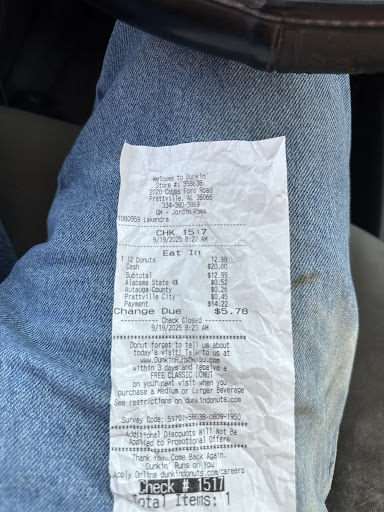 Welcome to Dunkin'
Store #: 358638
2020 Cobbs Ford Road
Prattville, AL 36066
334-380-3983
GM - Jordin
1080959 Lakendra
CHK 1517
9/19/2025 8:22 AM
Eat In
1 12 Donuts 12.99
Cash $20.00
Subtotal $12.99
Alabama State 4% $0.52
Autauga County $0.26
Prattville City $0.45
Payment $14.22
Change Due $5.78
---------- Check Closed ----------
9/19/2025 8:23 AM
Donut forget to tell us about
today's visit! Talk to us at
www.DunkinRunsOnYou.com
within 3 days and receive a
FREE CLASSIC DONUT
on your next visit when you
purchase a Medium or Larger Beverage
See restrictions on dunkindonuts.com
Survey Code: 51701-58638-0809-1950
Additional Discounts Will Not Be
Applied to Promotional Offers
Thank You, Come Back Again.
Dunkin' Runs on You
Apply Online dunkindonuts.com/careers
Check # 1517
Total Items: 1